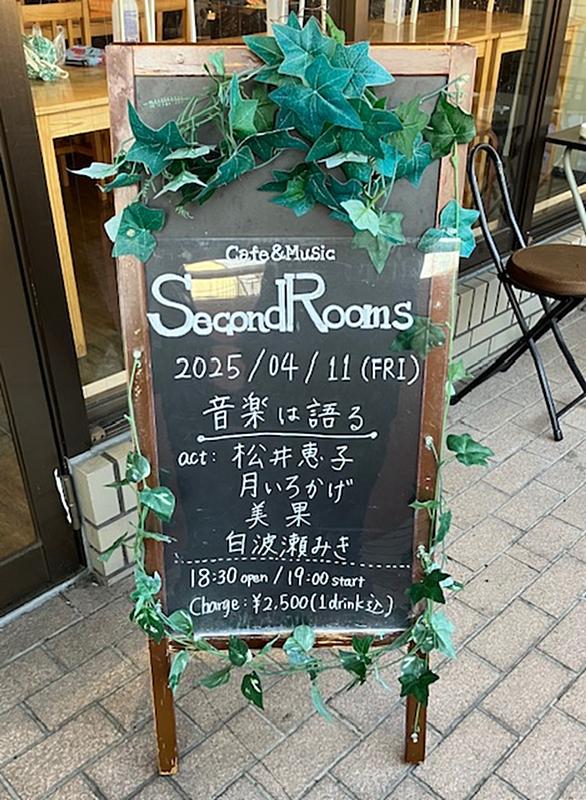 Cafe&Music
SecondRooms
2025/04/11(FRI)
音楽は語る
act: 松井恵子
月いろかげ
美果
白波瀬みき
18:30 open / 19:00 start
Charge:¥2,500(1drink込)